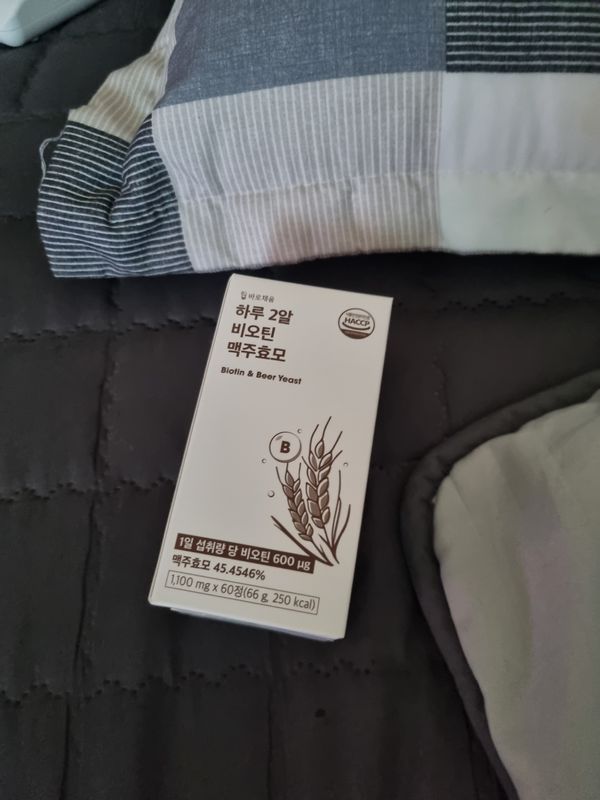 바로채움
하루 2알
비오틴
맥주효모
Biotin & Beer Yeast
HACCP
B
1일 섭취량 당 비오틴 600 µg
맥주효모 45.4546%
1,100 mg x 60정(66 g, 250 kcal)